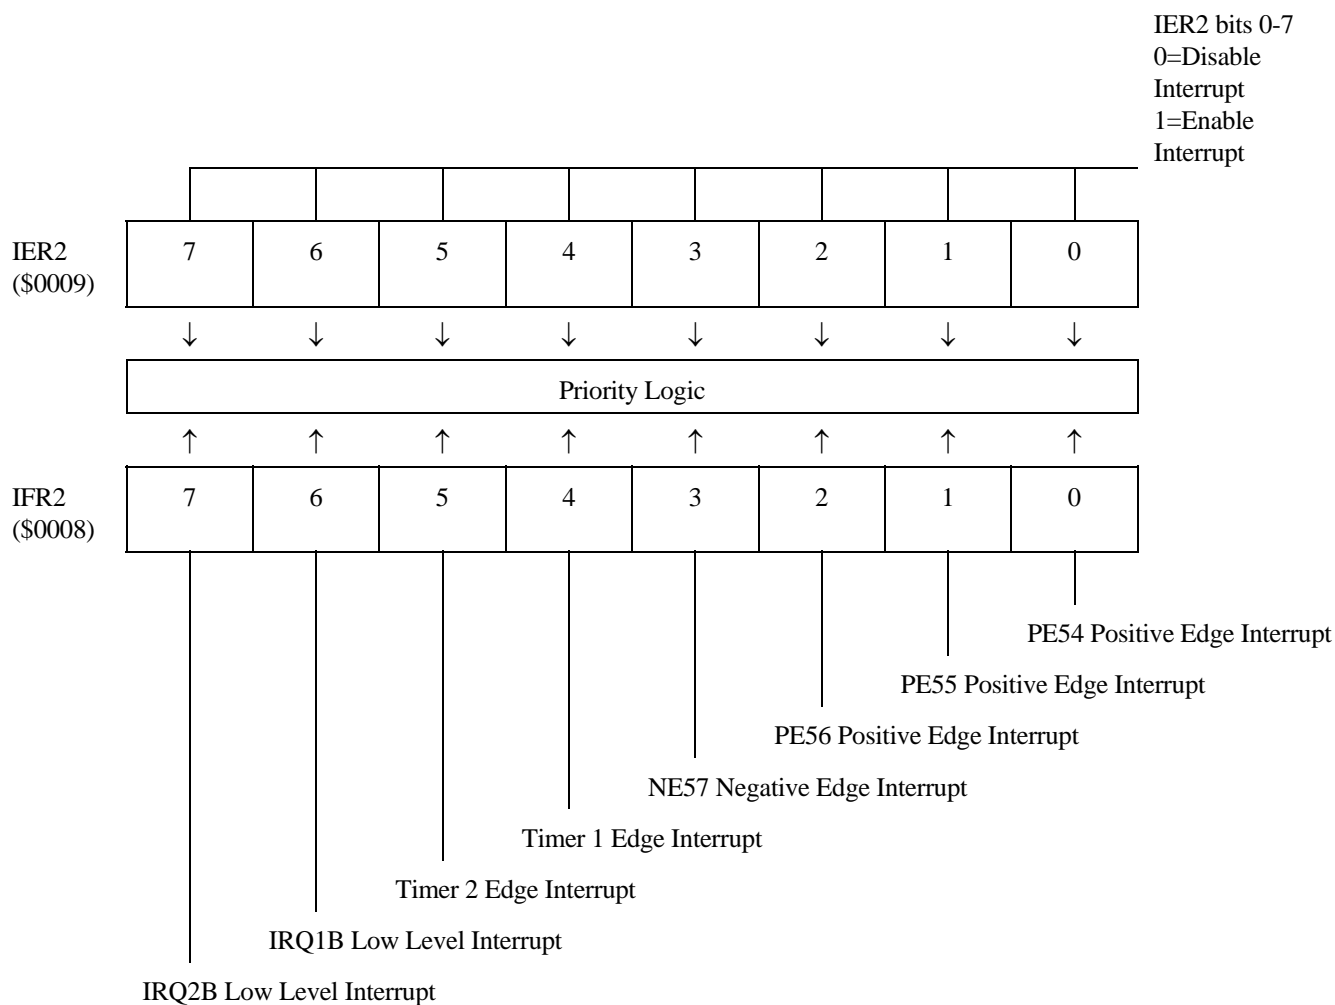 IER2 bits 0-7
0=Disable
Interrupt
1=Enable
Interrupt
IER2
($0009)
7 6 5 4 3 2 1 0
↓ ↓ ↓ ↓ ↓ ↓ ↓ ↓
Priority Logic
↑ ↑ ↑ ↑ ↑ ↑ ↑ ↑
IFR2
($0008)
7 6 5 4 3 2 1 0
PE54 Positive Edge Interrupt
PE55 Positive Edge Interrupt
PE56 Positive Edge Interrupt
NE57 Negative Edge Interrupt
Timer 1 Edge Interrupt
Timer 2 Edge Interrupt
IRQ1B Low Level Interrupt
IRQ2B Low Level Interrupt